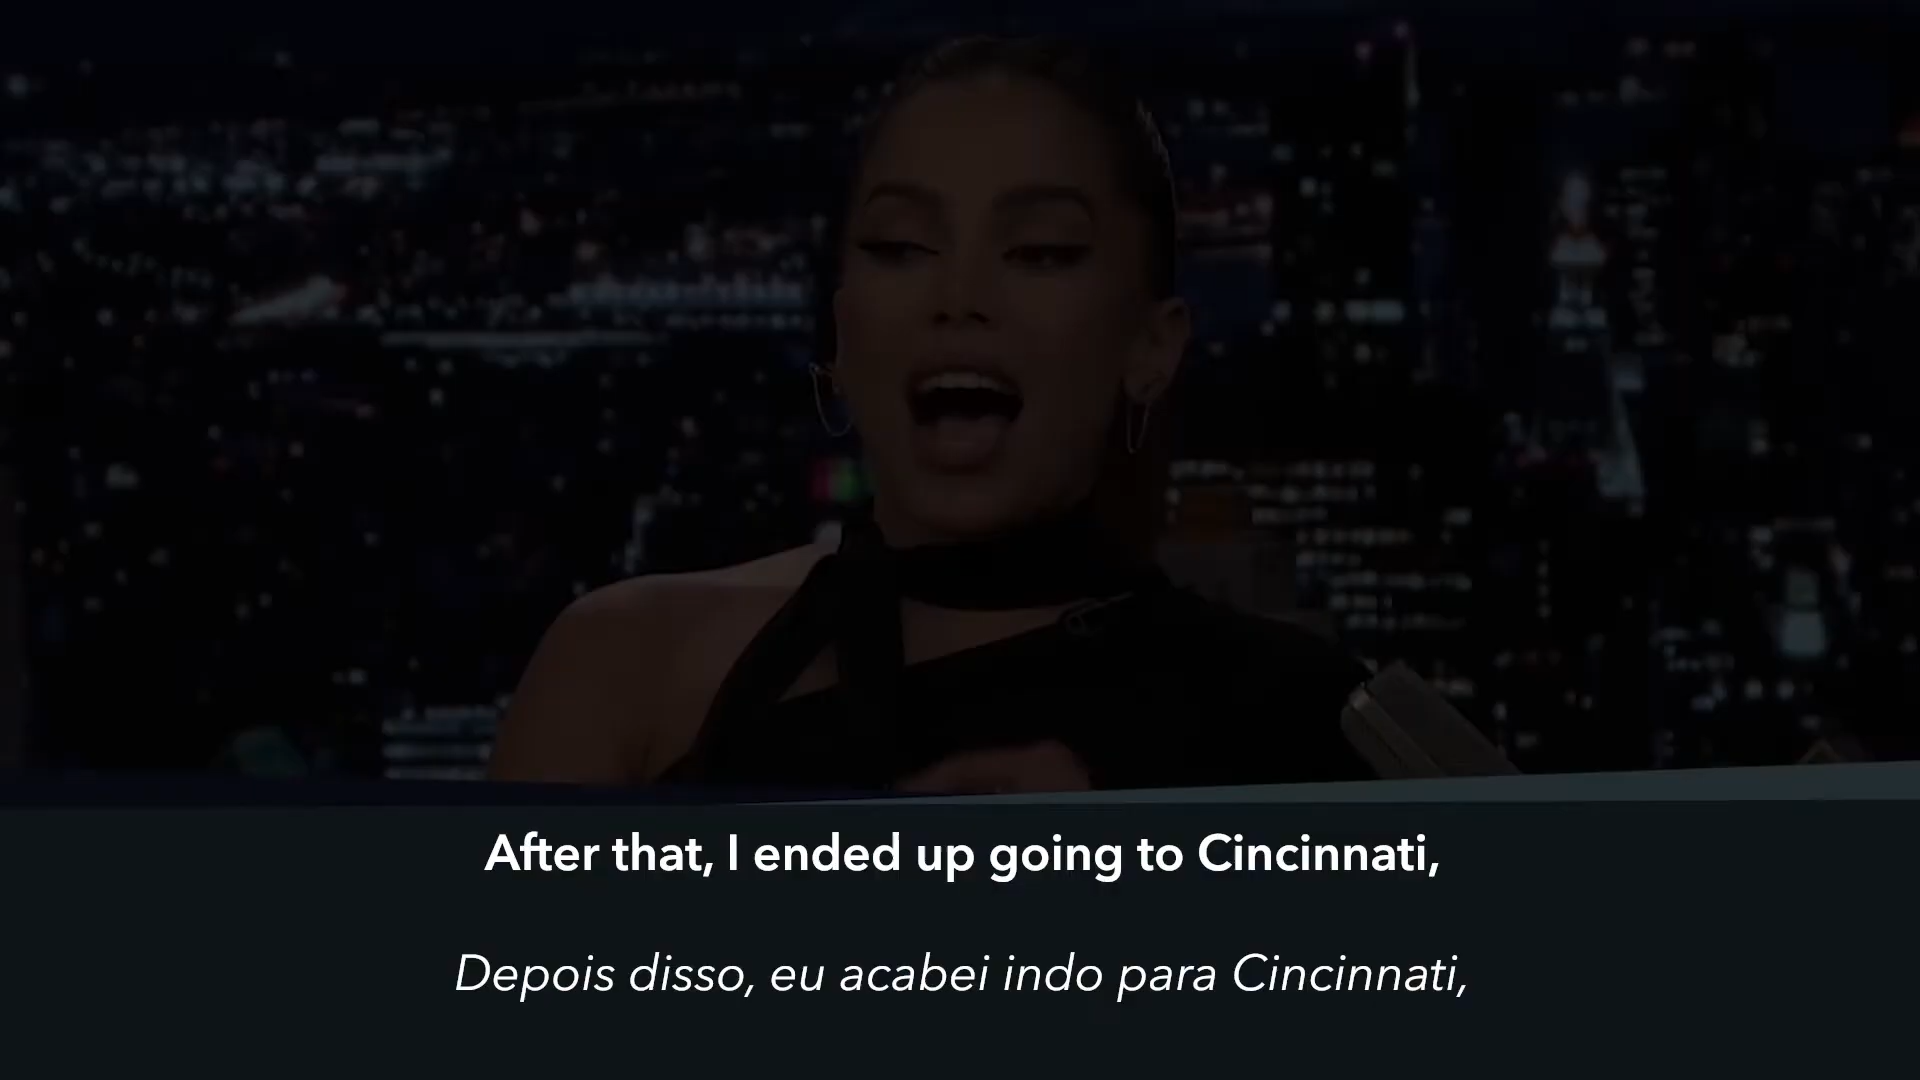 After that, I ended up going to Cincinnati,
Depois disso, eu acabei indo para Cincinnati,